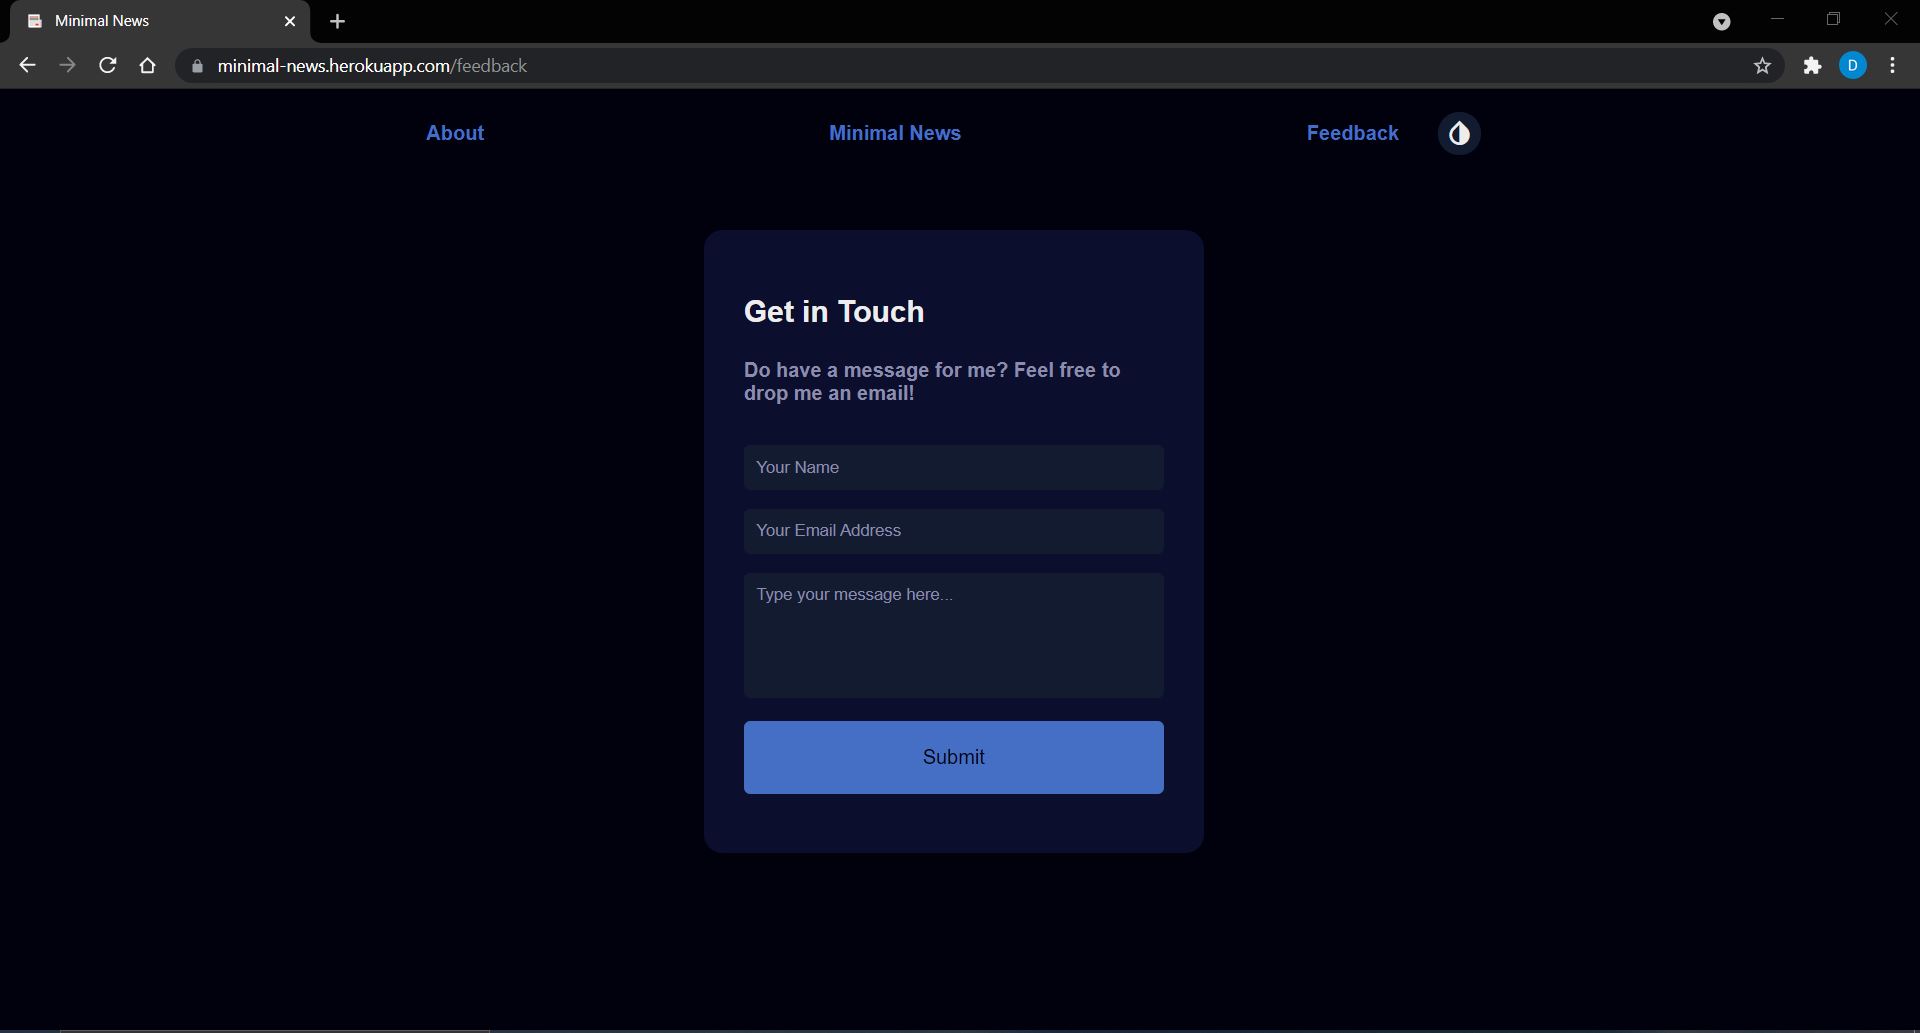 Minimal News
minimal-news.herokuapp.com/feedback
D
About
Minimal News
Feedback
Get in Touch
Do have a message for me? Feel free to
drop me an email!
Your Name
Your Email Address
Type your message here...
Submit